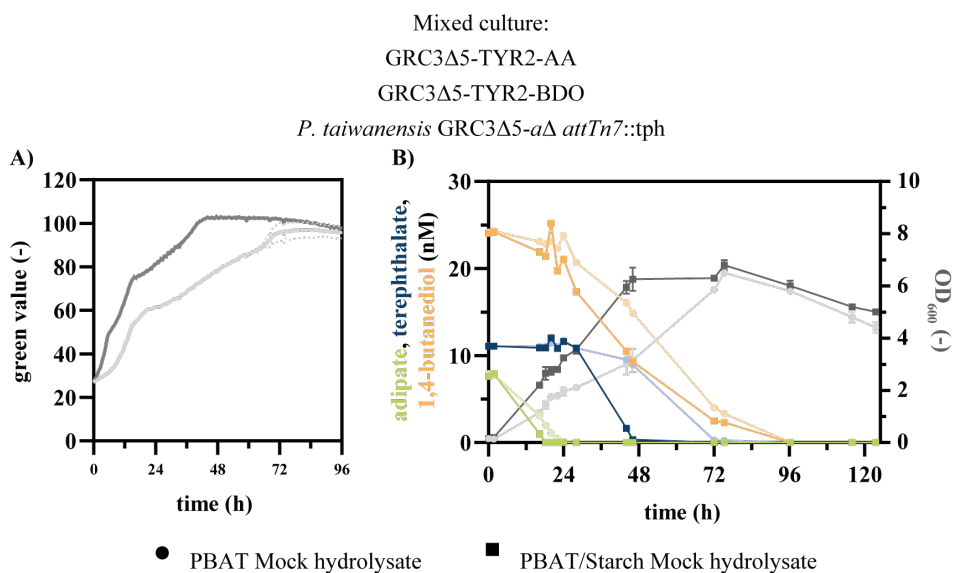 Mixed culture:
GRC3Δ5-TYR2-AA
GRC3Δ5-TYR2-BDO
P. taiwanensis GRC3Δ5-aΔ attTn7::tph
A)
B)
green value (-)
120
100
80
60
40
20
0
0 24 48 72 96
time (h)
adipate, terephthalate,
1,4-butanediol (nM)
30
20
10
0
0 24 48 72 96 120
time (h)
10
8
6
4
2
0
OD600 (-)
PBAT Mock hydrolysate
PBAT/Starch Mock hydrolysate